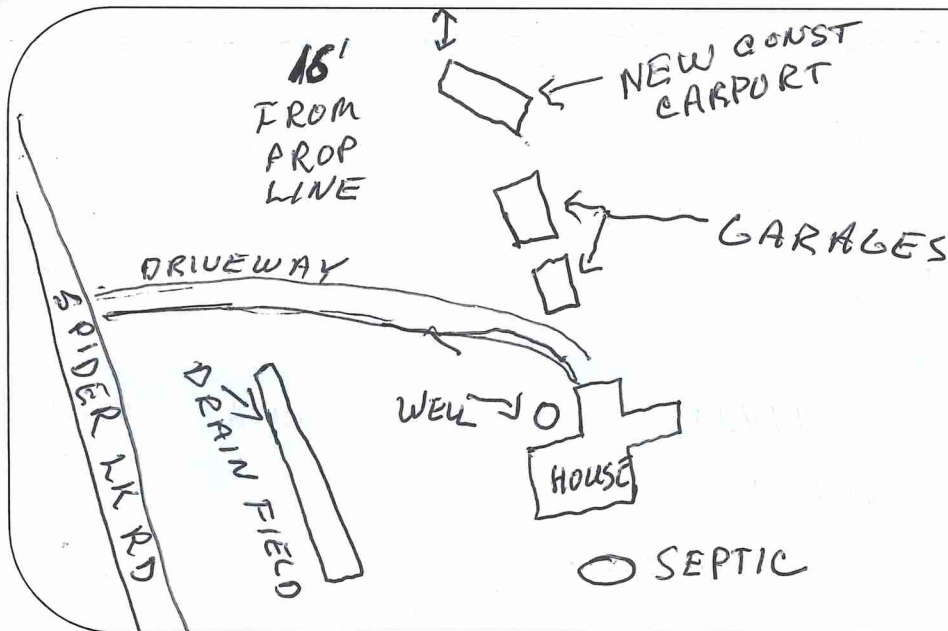 16'
FROM
PROP
LINE
NEW CONST
CARPORT
GARAGES
DRIVEWAY
SPIDER LK RD
DRAIN FIELD
WELL
HOUSE
SEPTIC